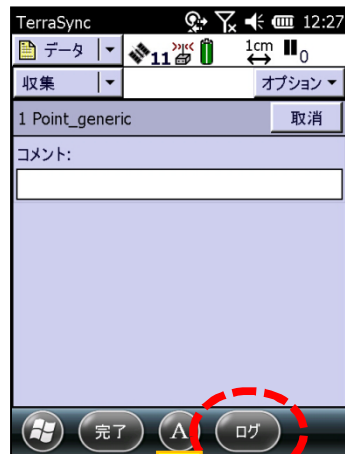 TerraSync 12:27
データ 11 1cm 0
収集 オプション
1 Point_generic 取消
コメント:
完了 A ログ